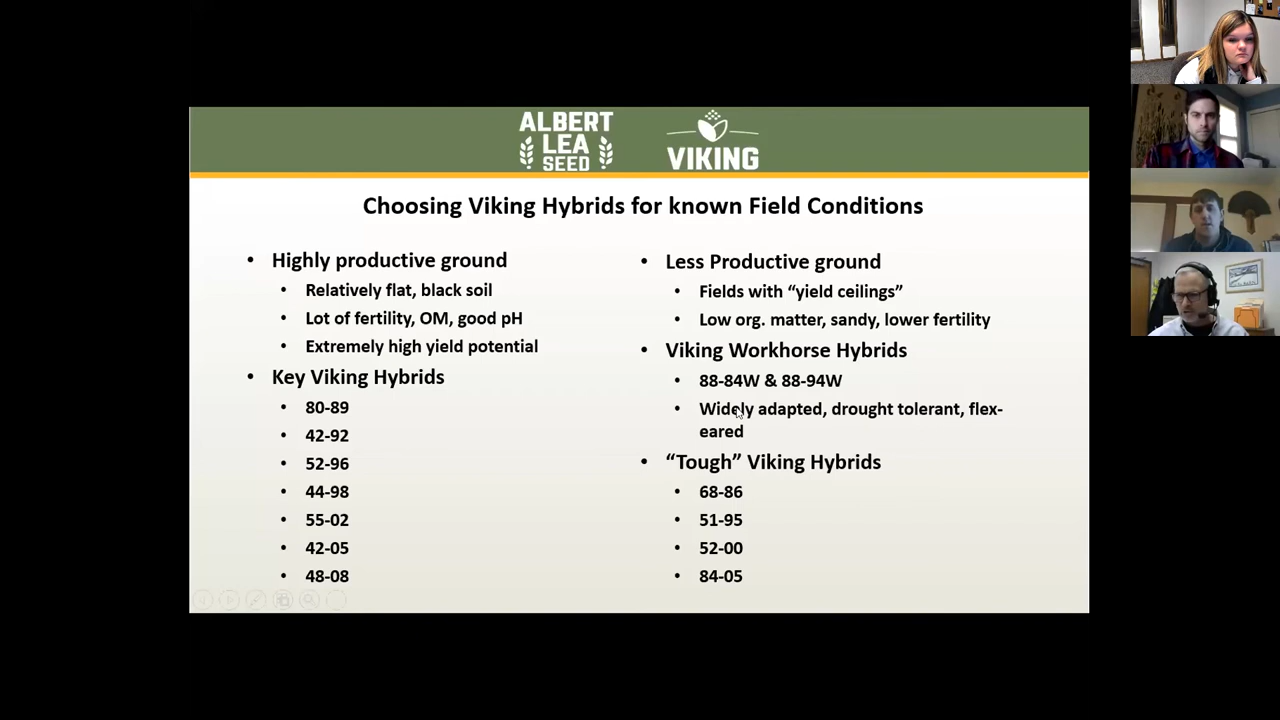 ALBERT
LEA
SEED
VIKING
Choosing Viking Hybrids for known Field Conditions
• Highly productive ground
• Relatively flat, black soil
• Lot of fertility, OM, good pH
• Extremely high yield potential
• Key Viking Hybrids
• 80-89
• 42-92
• 52-96
• 44-98
• 55-02
• 42-05
• 48-08
• Less Productive ground
• Fields with “yield ceilings”
• Low org. matter, sandy, lower fertility
• Viking Workhorse Hybrids
• 88-84W & 88-94W
• Widely adapted, drought tolerant, flex-
eared
• “Tough” Viking Hybrids
• 68-86
• 51-95
• 52-00
• 84-05